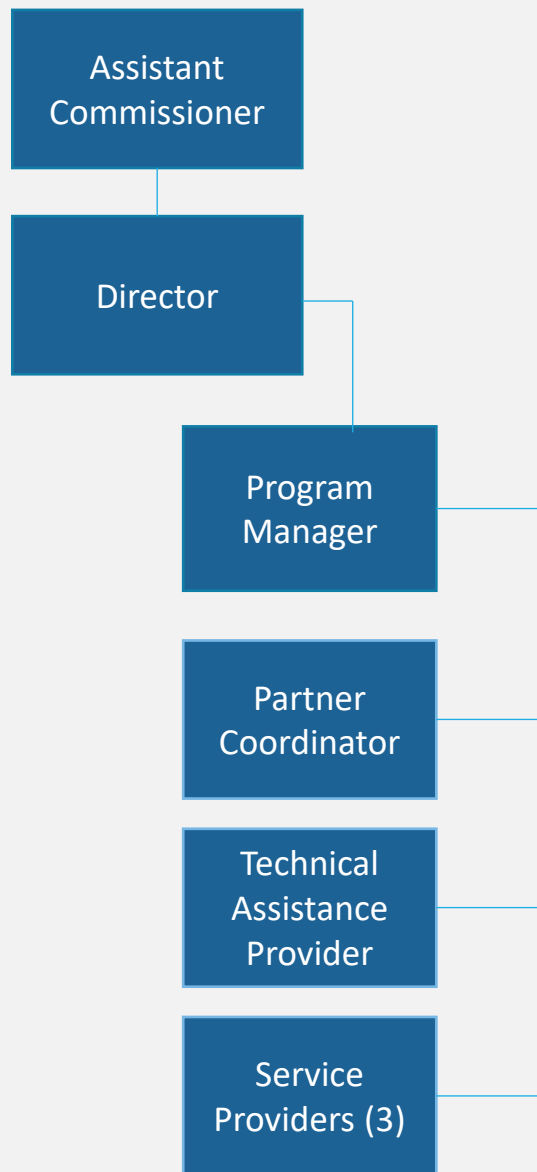 Assistant
Commissioner
Director
Program
Manager
Partner
Coordinator
Technical
Assistance
Provider
Service
Providers (3)